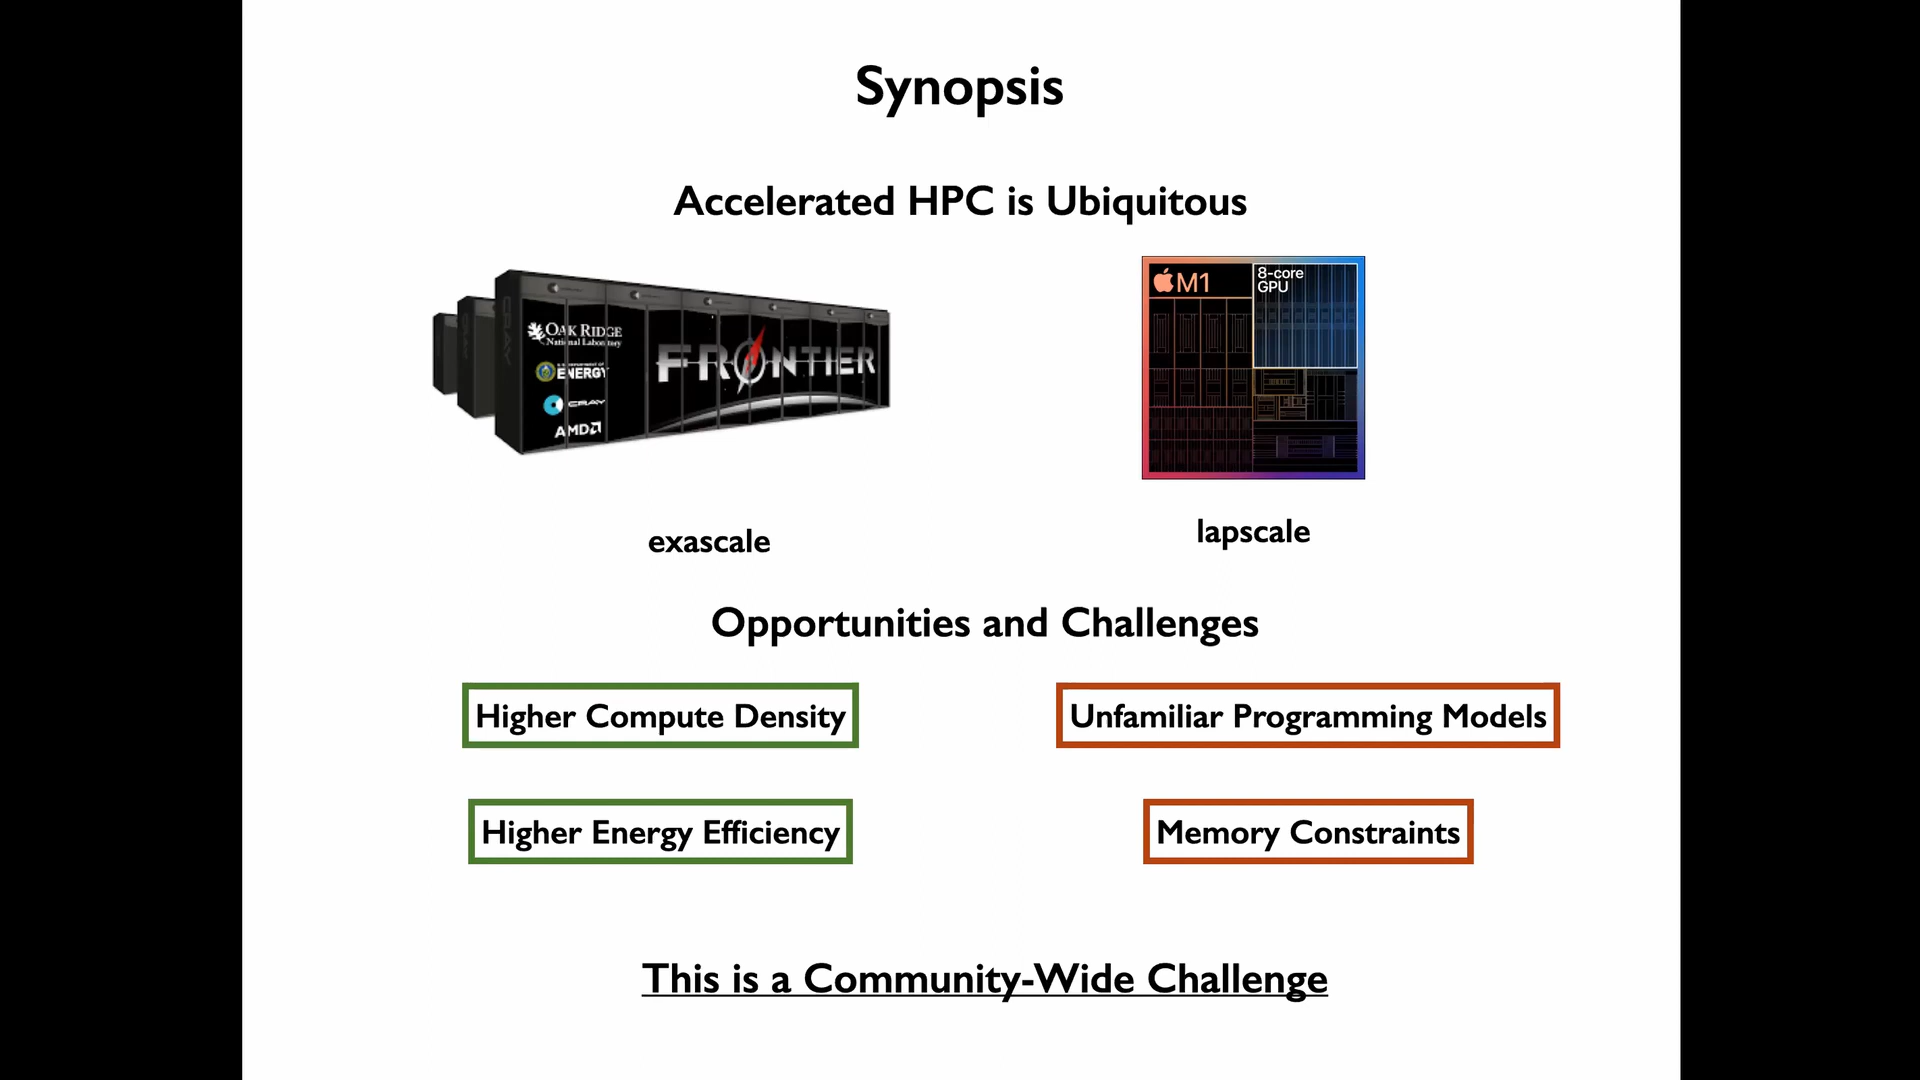 Synopsis
Accelerated HPC is Ubiquitous
OAK RIDGE
National Laboratory
ENERGY
CRAY
AMD
FRONTIER
M1
8-core
GPU
exascale
lapscale
Opportunities and Challenges
Higher Compute Density
Unfamiliar Programming Models
Higher Energy Efficiency
Memory Constraints
This is a Community-Wide Challenge